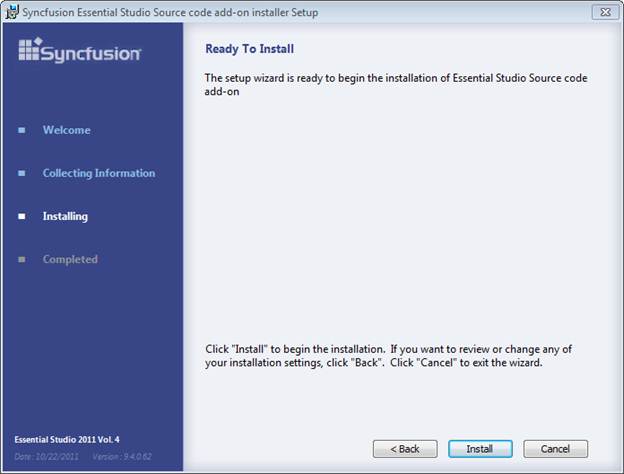 Syncfusion Essential Studio Source code add-on installer Setup
Syncfusion
Welcome
Collecting Information
Installing
Completed
Essential Studio 2011 Vol. 4
Date: 10/22/2011 Version: 9.4.0.62
Ready To Install
The setup wizard is ready to begin the installation of Essential Studio Source code
add-on
Click "Install" to begin the installation. If you want to review or change any of
your installation settings, click "Back". Click "Cancel" to exit the wizard.
< Back Install Cancel